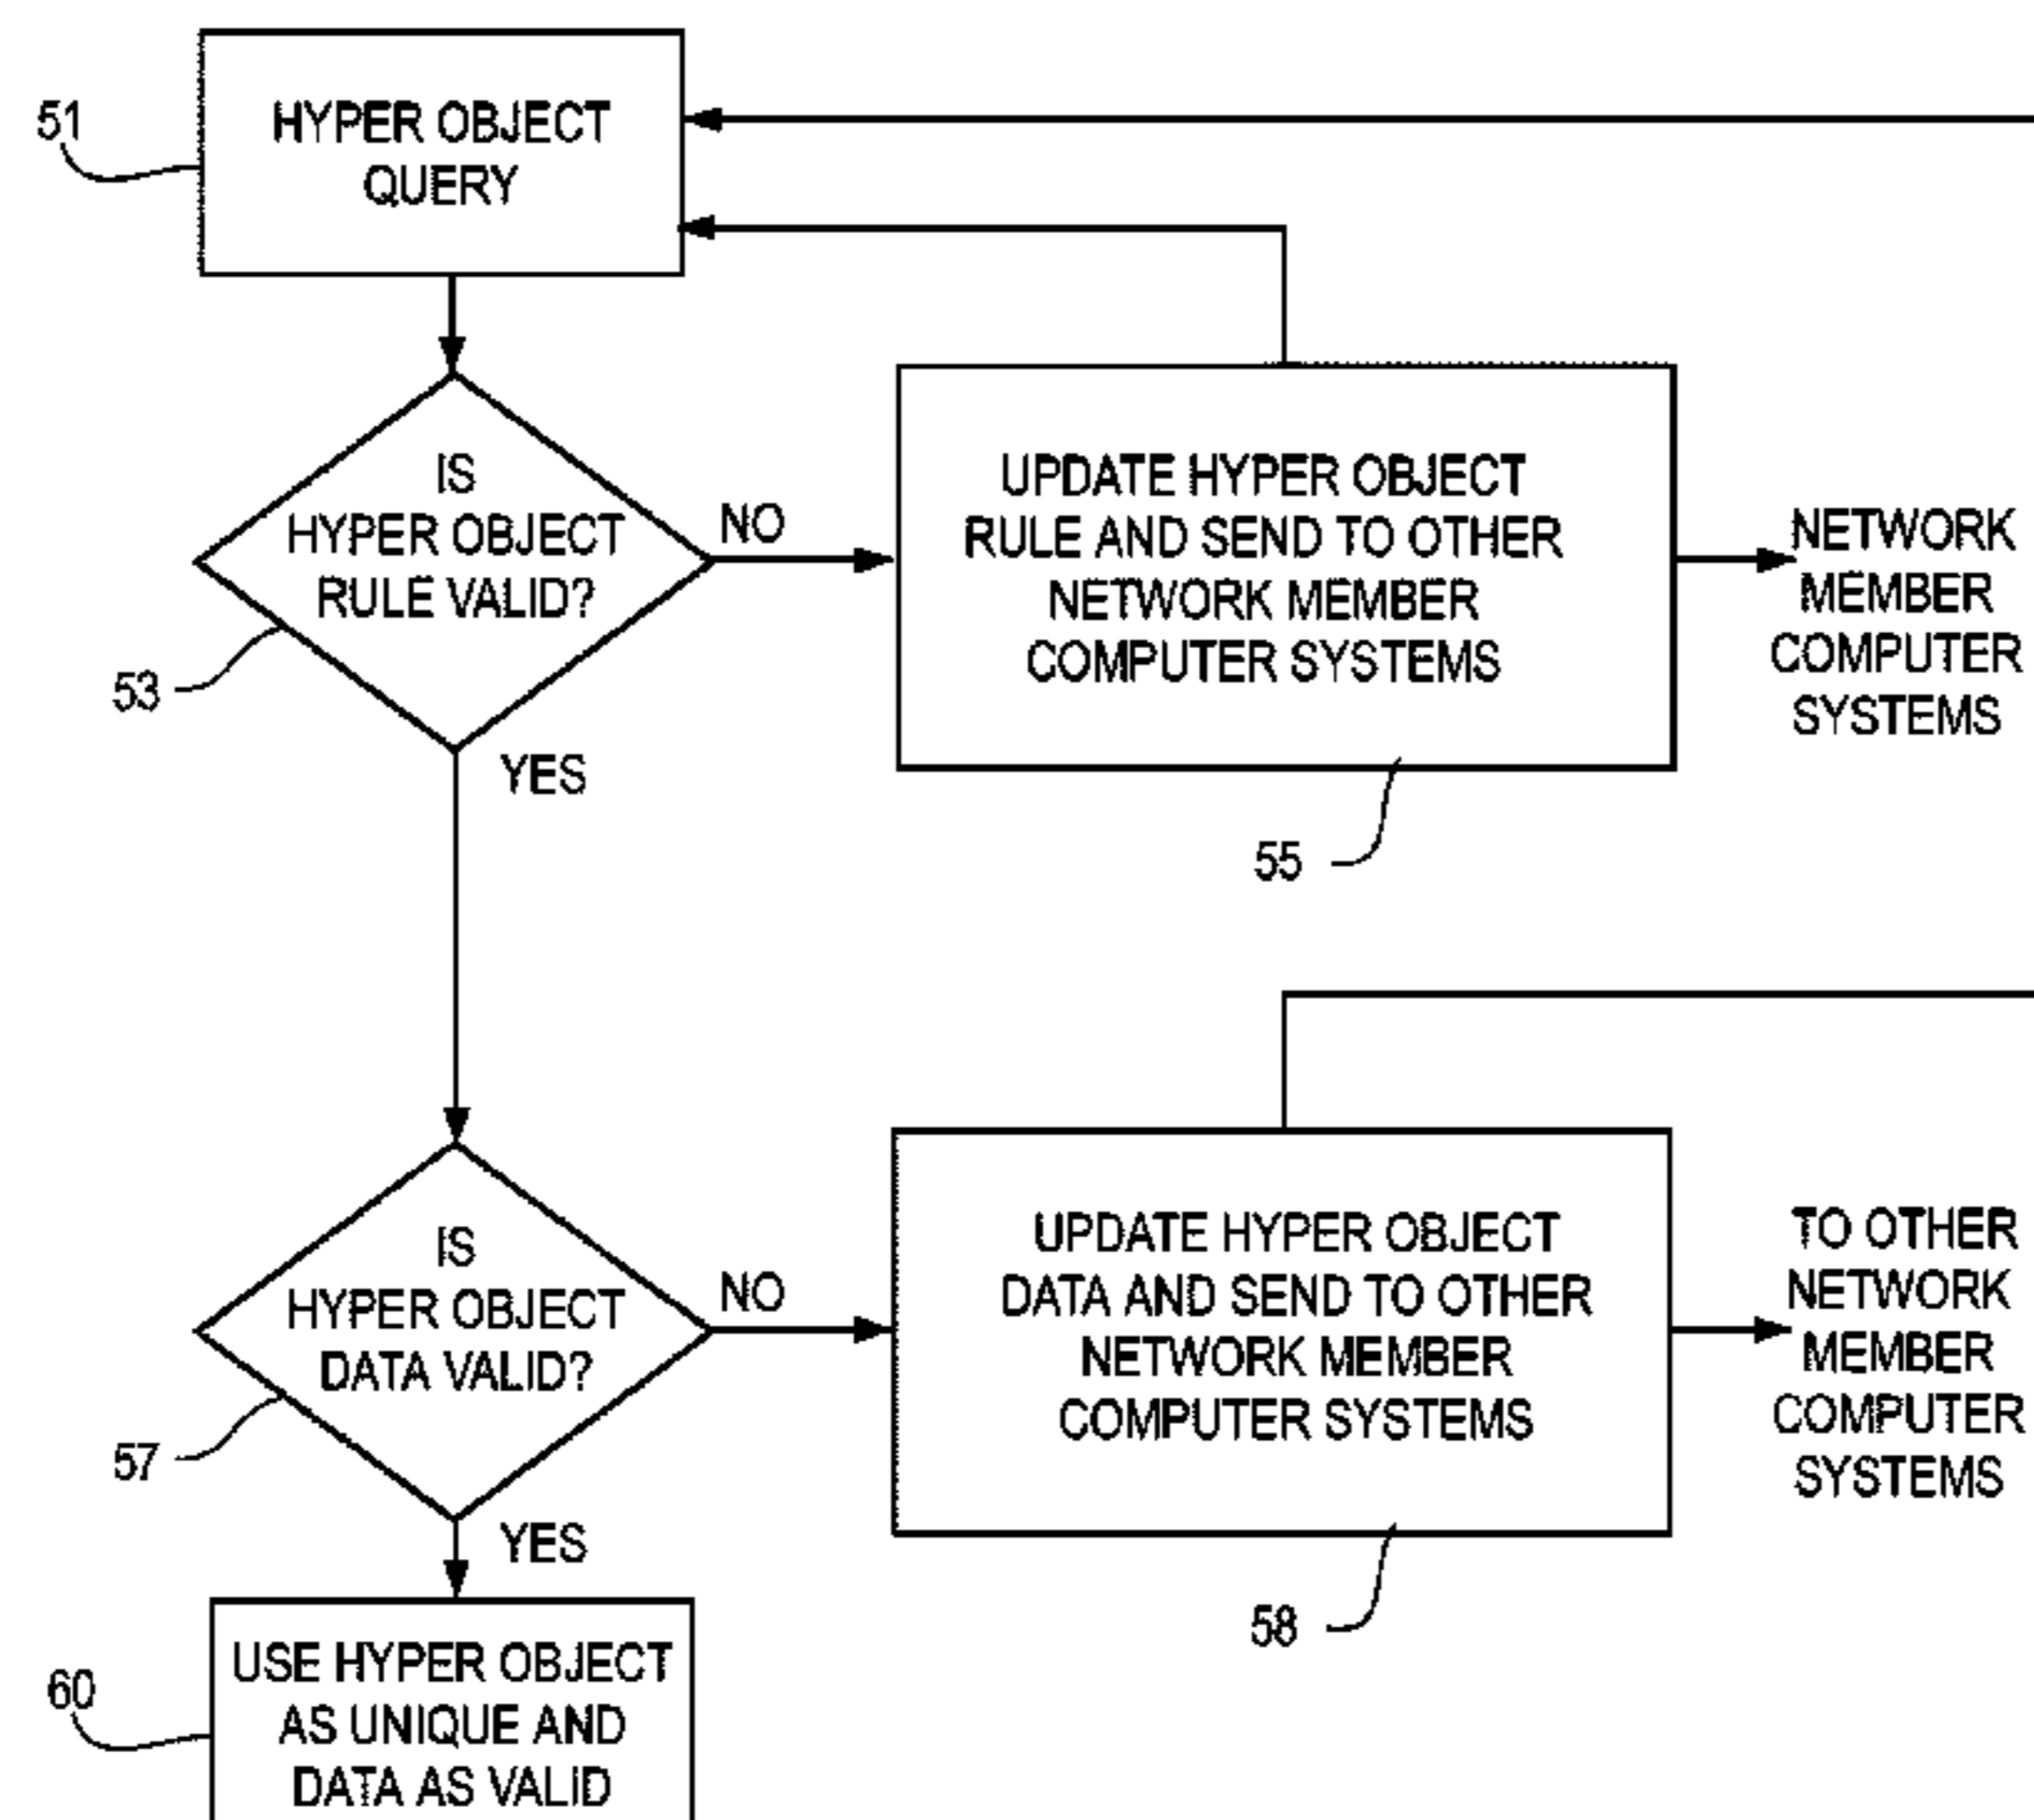 51
HYPER OBJECT
QUERY
IS
HYPER OBJECT
RULE VALID?
53
NO
YES
UPDATE HYPER OBJECT
RULE AND SEND TO OTHER
NETWORK MEMBER
COMPUTER SYSTEMS
55
NETWORK
MEMBER
COMPUTER
SYSTEMS
IS
HYPER OBJECT
DATA VALID?
57
NO
YES
UPDATE HYPER OBJECT
DATA AND SEND TO OTHER
NETWORK MEMBER
COMPUTER SYSTEMS
58
TO OTHER
NETWORK
MEMBER
COMPUTER
SYSTEMS
60
USE HYPER OBJECT
AS UNIQUE AND
DATA AS VALID